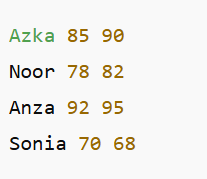 Azka 85 90
Noor 78 82
Anza 92 95
Sonia 70 68